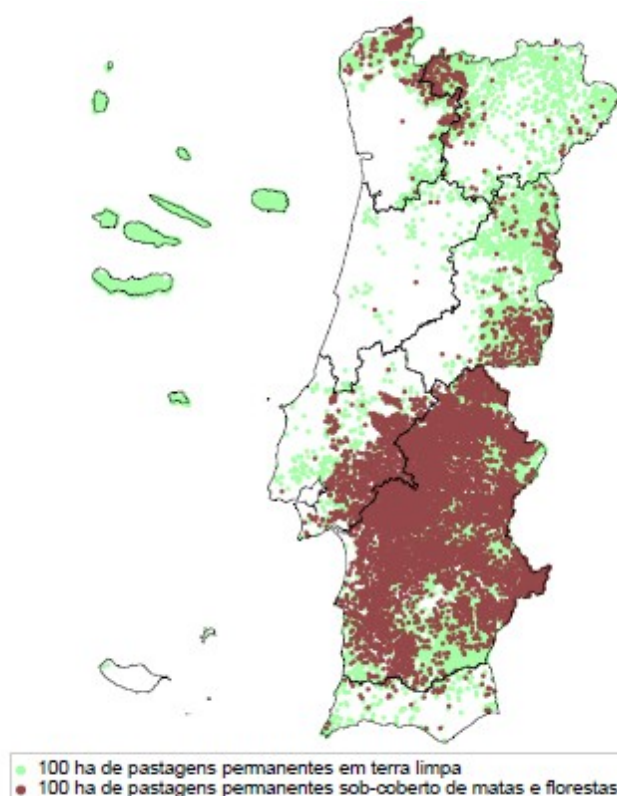 100 ha de pastagens permanentes em terra limpa
100 ha de pastagens permanentes sob-coberto de matas e florestas